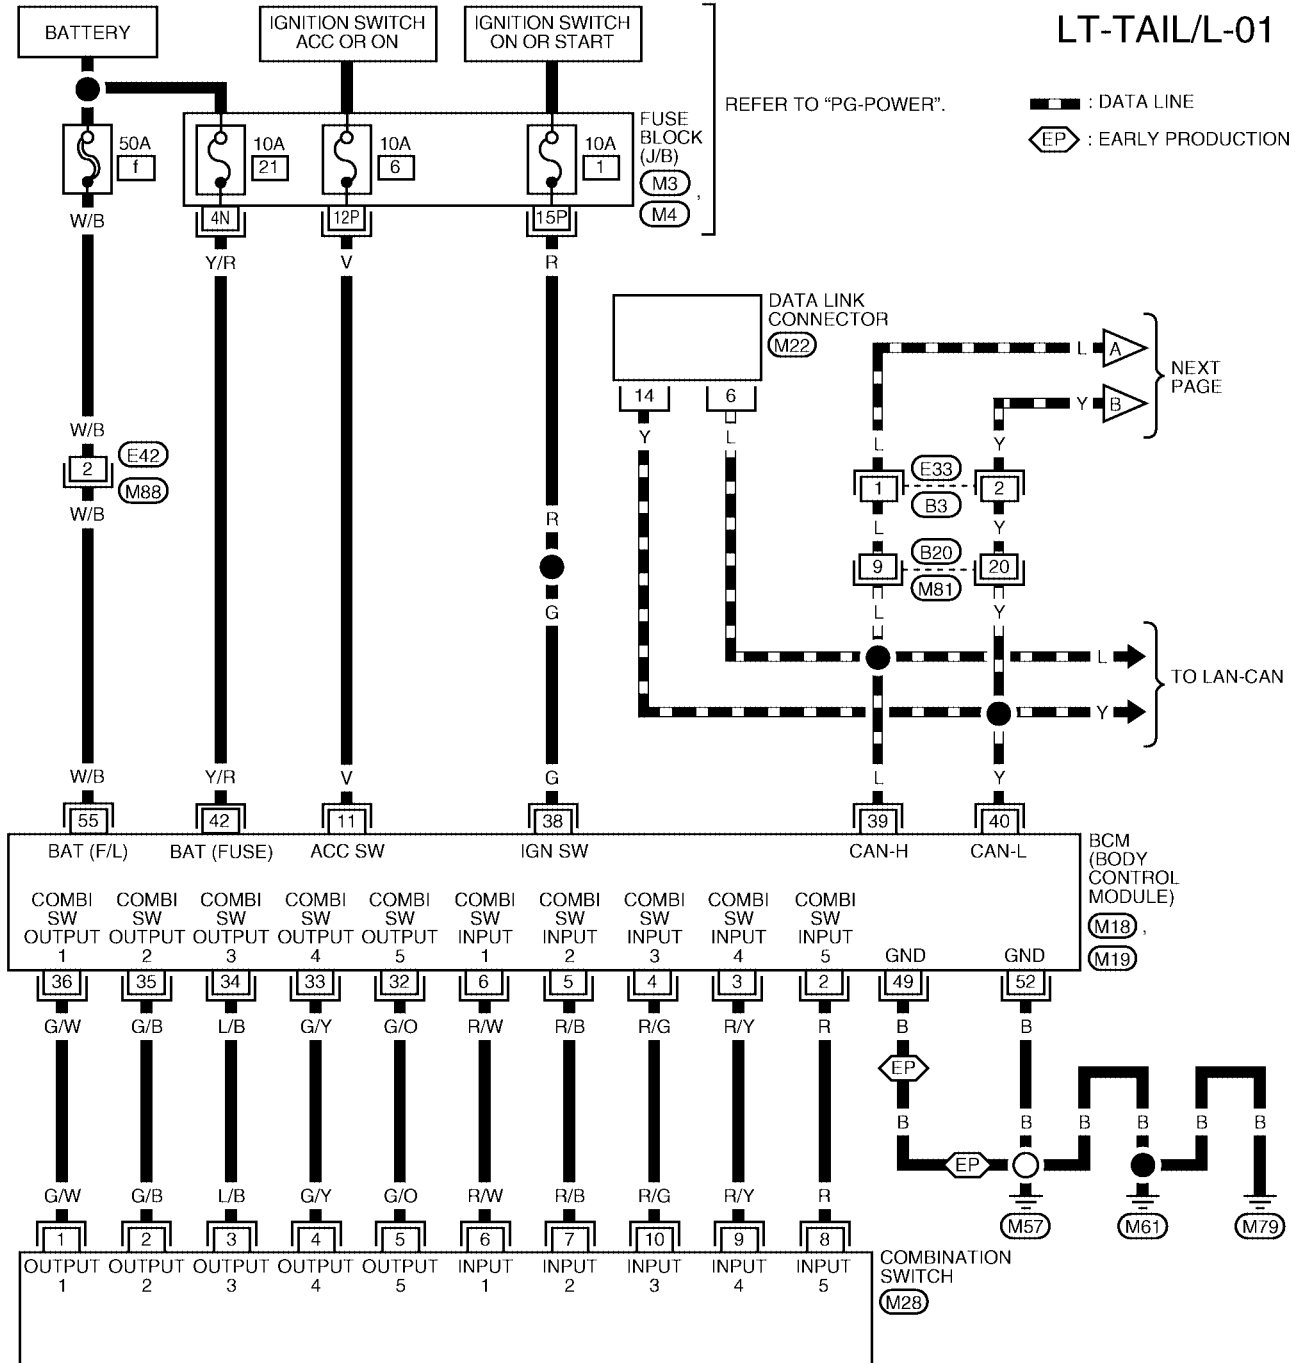 LT-TAIL/L-01
BATTERY
IGNITION SWITCH
ACC OR ON
IGNITION SWITCH
ON OR START
REFER TO “PG-POWER”.
: DATA LINE
EP : EARLY PRODUCTION
50A
f
10A
21
10A
6
10A
1
FUSE
BLOCK
(J/B)
M3 ,
M4
4N
12P
15P
W/B
Y/R
V
R
DATA LINK
CONNECTOR
M22
14
6
Y
L
L
A
Y
B
NEXT
PAGE
W/B
2
E42
M88
W/B
L
Y
1
E33
B3
2
R
L
Y
9
B20
M81
20
G
L
Y
L
Y
TO LAN-CAN
W/B
Y/R
V
G
L
Y
55
42
11
38
39
40
BAT (F/L)
BAT (FUSE)
ACC SW
IGN SW
CAN-H
CAN-L
BCM
(BODY
CONTROL
MODULE)
M18 ,
M19
COMBI
SW
OUTPUT
1
COMBI
SW
OUTPUT
2
COMBI
SW
OUTPUT
3
COMBI
SW
OUTPUT
4
COMBI
SW
OUTPUT
5
COMBI
SW
INPUT
1
COMBI
SW
INPUT
2
COMBI
SW
INPUT
3
COMBI
SW
INPUT
4
COMBI
SW
INPUT
5
GND
GND
36
35
34
33
32
6
5
4
3
2
49
52
G/W
G/B
L/B
G/Y
G/O
R/W
R/B
R/G
R/Y
R
B
B
EP
B
B
B
B
B
B
EP
M57
M61
M79
G/W
G/B
L/B
G/Y
G/O
R/W
R/B
R/G
R/Y
R
1
2
3
4
5
6
7
10
9
8
OUTPUT
1
OUTPUT
2
OUTPUT
3
OUTPUT
4
OUTPUT
5
INPUT
1
INPUT
2
INPUT
3
INPUT
4
INPUT
5
COMBINATION
SWITCH
M28